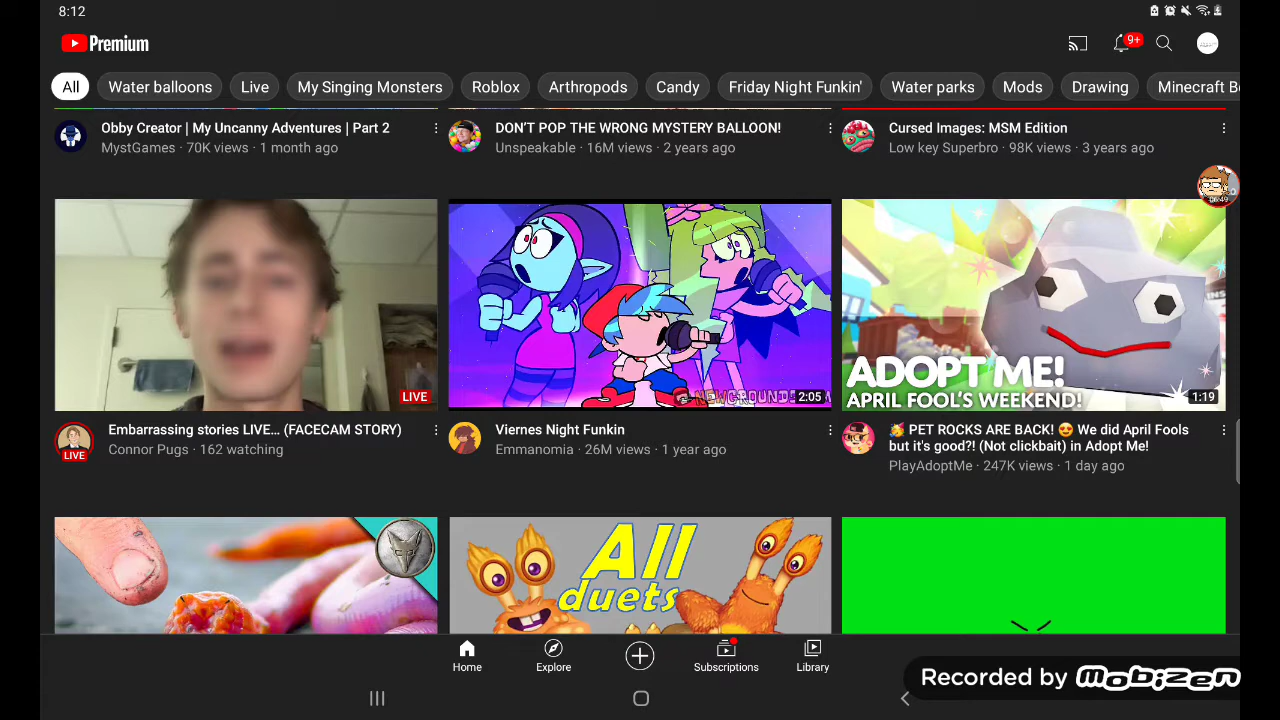 8:12
Premium
9+
All
Water balloons
Live
My Singing Monsters
Roblox
Arthropods
Candy
Friday Night Funkin'
Water parks
Mods
Drawing
Minecraft B
Obby Creator | My Uncanny Adventures | Part 2
MystGames · 70K views · 1 month ago
DON'T POP THE WRONG MYSTERY BALLOON!
Unspeakable · 16M views · 2 years ago
Cursed Images: MSM Edition
Low key Superbro · 98K views · 3 years ago
06:49
LIVE
2:05
ADOPT ME!
APRIL FOOL'S WEEKEND!
1:19
LIVE
Embarrassing stories LIVE... (FACECAM STORY)
Connor Pugs · 162 watching
Viernes Night Funkin
Emmanomia · 26M views · 1 year ago
🥳 PET ROCKS ARE BACK! 😍 We did April Fools
but it's good?! (Not clickbait) in Adopt Me!
PlayAdoptMe · 247K views · 1 day ago
All
duets
Home
Explore
Subscriptions
Library
Recorded by MOBIZEN